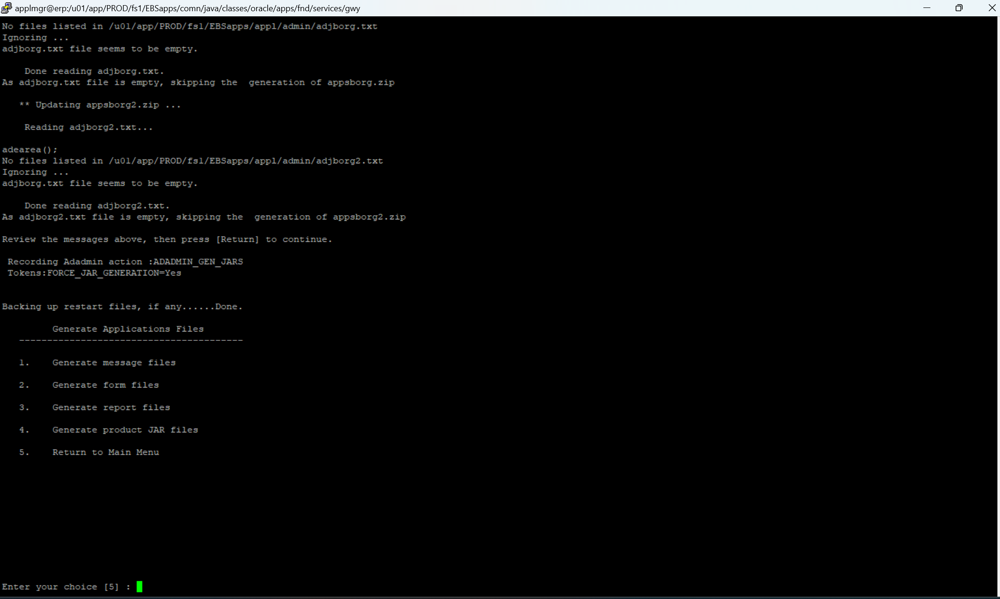 applmgr@erp:/u01/app/PROD/fs1/EBSapps/comn/java/classes/oracle/apps/fnd/services/gwy
No files listed in /u01/app/PROD/fs1/EBSapps/appl/admin/adjborg.txt
Ignoring ...
adjborg.txt file seems to be empty.
Done reading adjborg.txt.
As adjborg.txt file is empty, skipping the  generation of appsborg.zip
** Updating appsborg2.zip ...
Reading adjborg2.txt...
adearea();
No files listed in /u01/app/PROD/fs1/EBSapps/appl/admin/adjborg2.txt
Ignoring ...
adjborg.txt file seems to be empty.
Done reading adjborg2.txt.
As adjborg2.txt file is empty, skipping the  generation of appsborg2.zip
Review the messages above, then press [Return] to continue.
Recording Adadmin action :ADADMIN_GEN_JARS
Tokens:FORCE_JAR_GENERATION=Yes
Backing up restart files, if any......Done.
Generate Applications Files
----------------------------------------
1.    Generate message files
2.    Generate form files
3.    Generate report files
4.    Generate product JAR files
5.    Return to Main Menu
Enter your choice [5] :